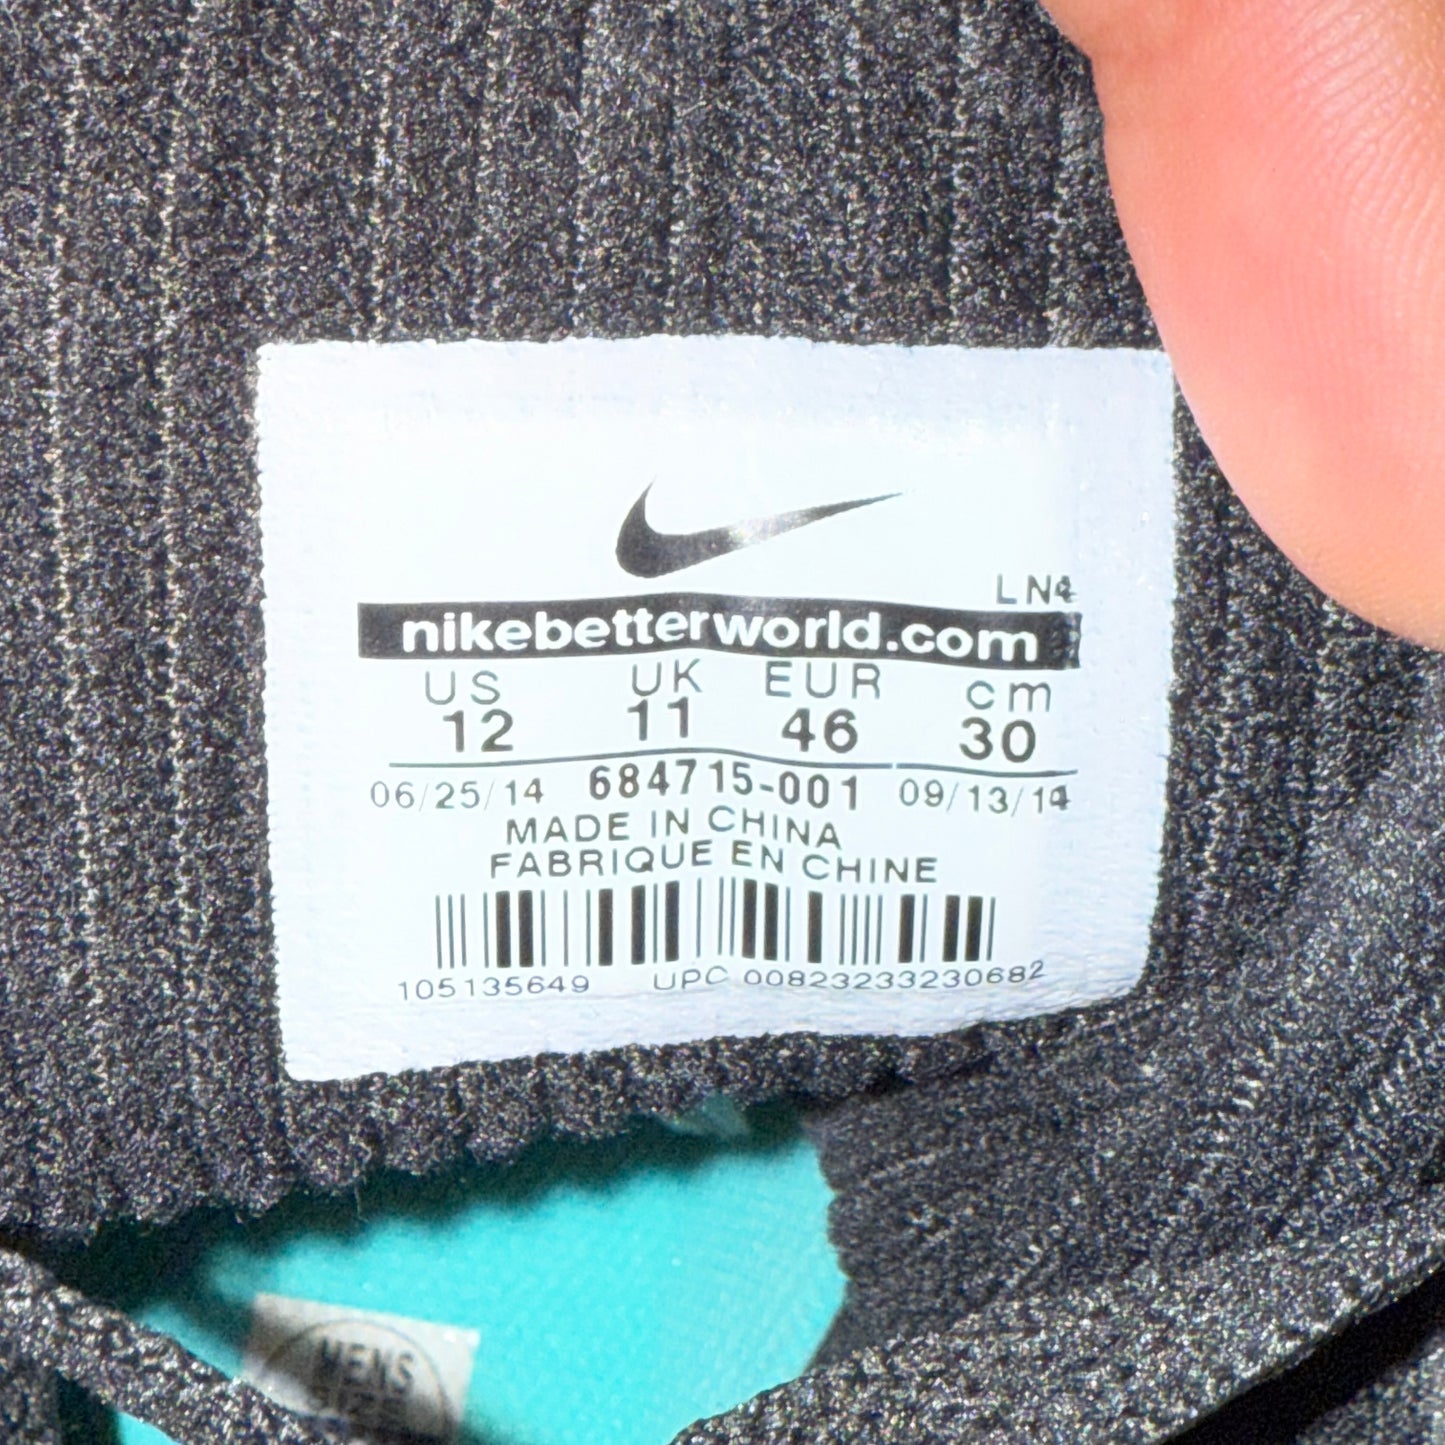 LN4
nikebetterworld.com
US UK EUR cm
12 11 46 30
06/25/14 684715-001 09/13/14
MADE IN CHINA
FABRIQUE EN CHINE
105135649 UPC 00823233230682
MENS
SIZE